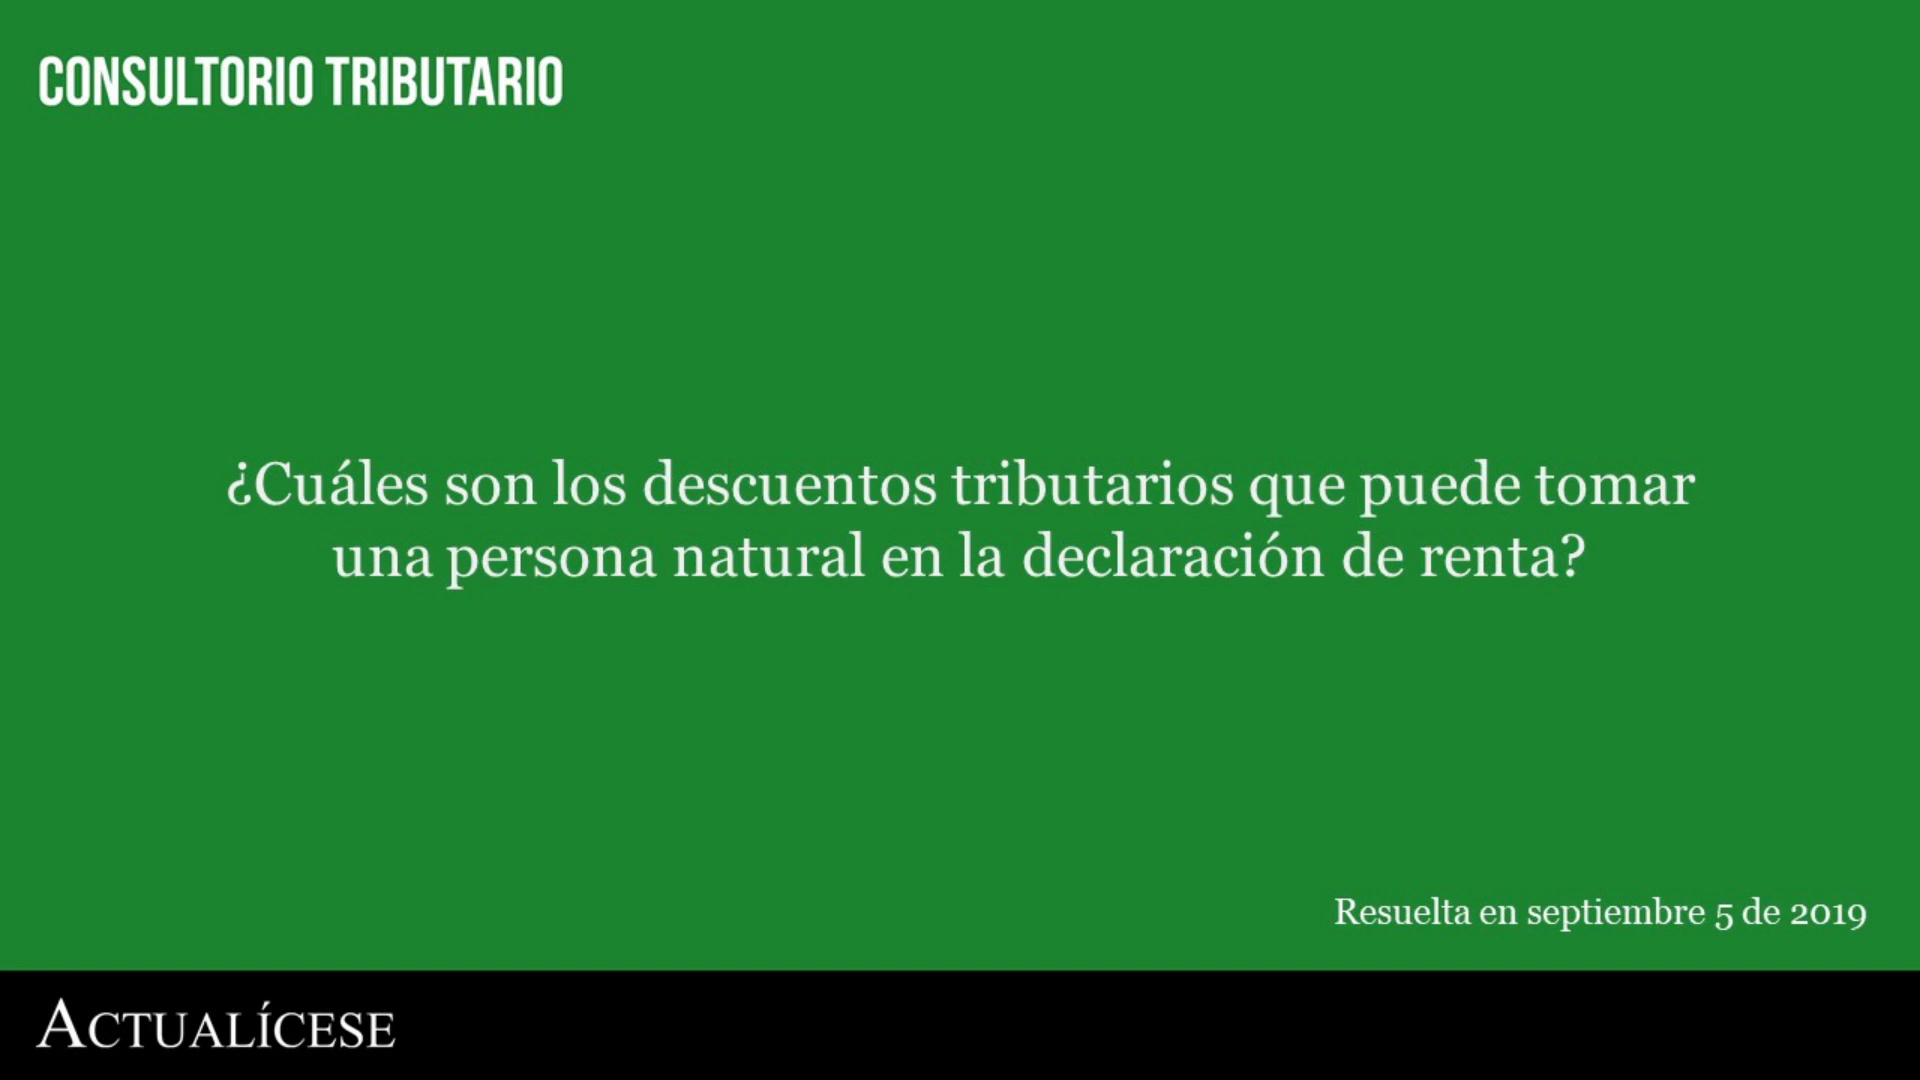 CONSULTORIO TRIBUTARIO
¿Cuáles son los descuentos tributarios que puede tomar
una persona natural en la declaración de renta?
Resuelta en septiembre 5 de 2019
ACTUALÍCESE